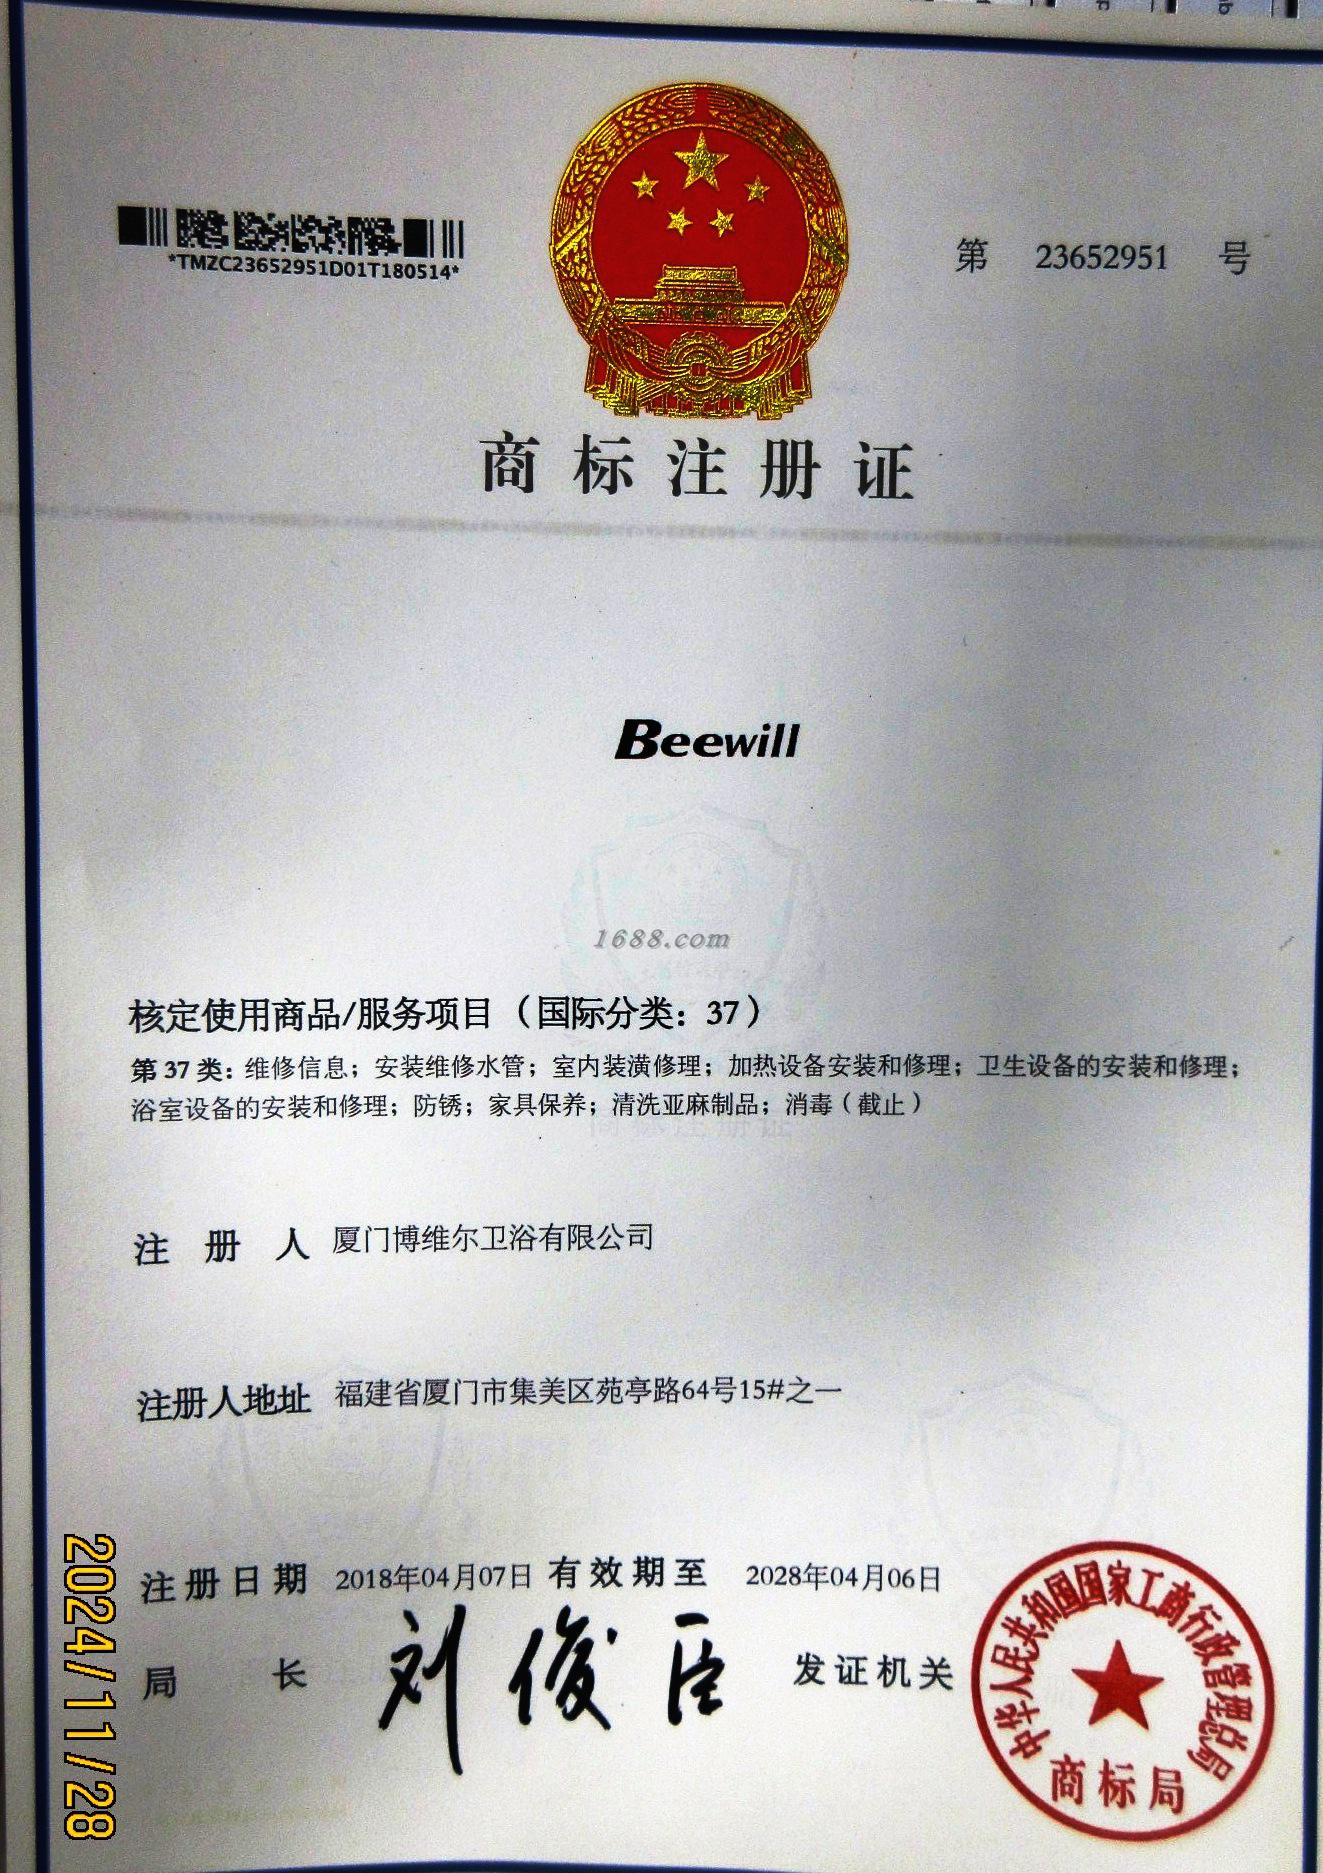 *TMZC23652951D01T180514*
第 23652951 号
商标注册证
Beewill
1688.com
核定使用商品/服务项目（国际分类：37）
第 37 类：维修信息；安装维修水管；室内装潢修理；加热设备安装和修理；卫生设备的安装和修理；
浴室设备的安装和修理；防锈；家具保养；清洗亚麻制品；消毒（截止）
注册人 厦门博维尔卫浴有限公司
注册人地址 福建省厦门市集美区苑亭路64号15#之一
注册日期 2018年04月07日 有效期至 2028年04月06日
局长 刘俊臣 发证机关
中华人民共和国国家工商行政管理总局
商标局
2024/11/28